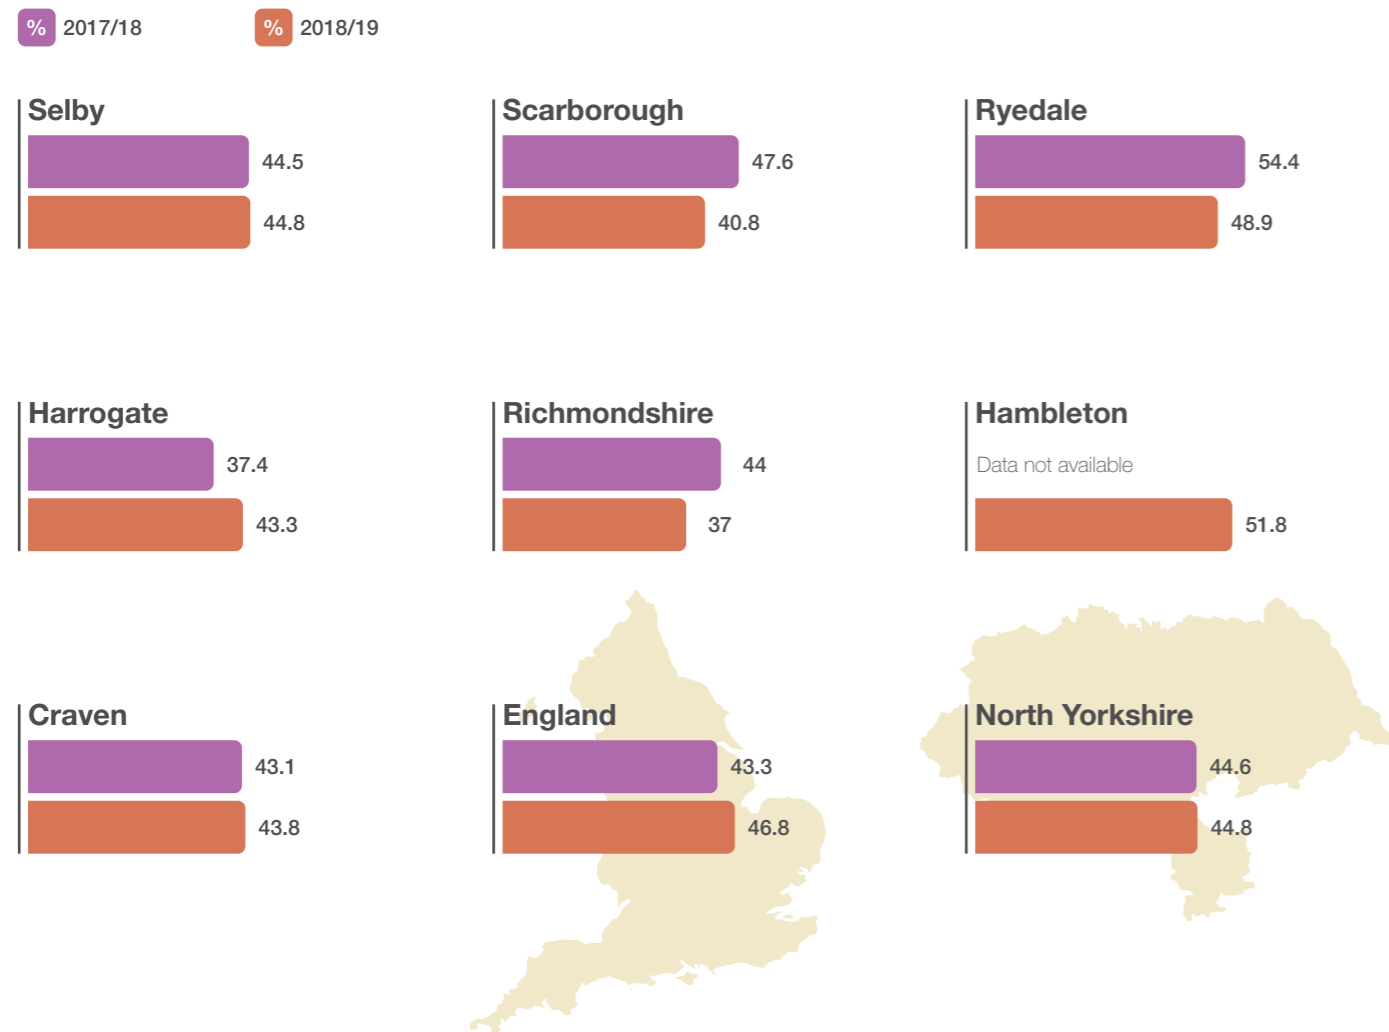 % 2017/18 % 2018/19
Selby
44.5
44.8
Scarborough
47.6
40.8
Ryedale
54.4
48.9
Harrogate
37.4
43.3
Richmondshire
44
37
Hambleton
Data not available
51.8
Craven
43.1
43.8
England
43.3
46.8
North Yorkshire
44.6
44.8